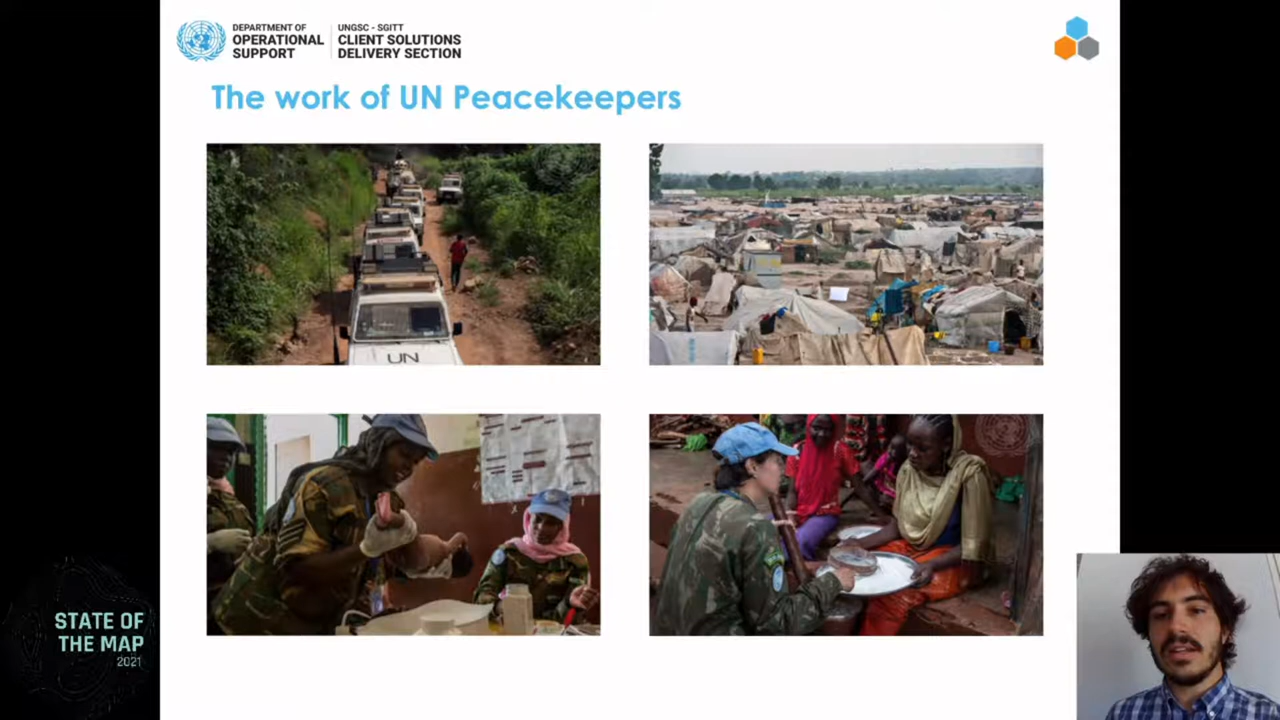 DEPARTMENT OF
OPERATIONAL
SUPPORT
UNGSC - SGITT
CLIENT SOLUTIONS
DELIVERY SECTION
The work of UN Peacekeepers
UN
STATE OF
THE MAP
2021